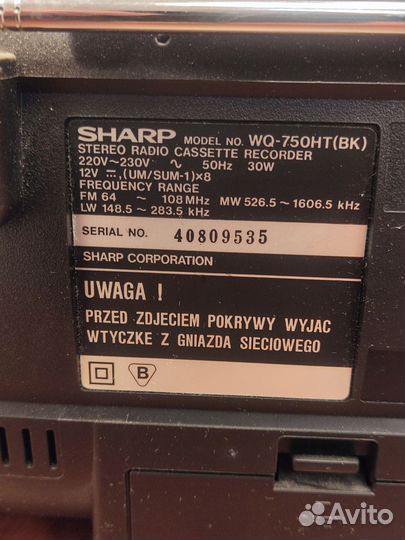 SHARP MODEL NO. WQ-750HT(BK)
STEREO RADIO CASSETTE RECORDER
220V~230V ∿ 50Hz 30W
12V ⎓,(UM/SUM-1)×8
FREQUENCY RANGE
FM 64 ~ 108 MHz MW 526.5~1606.5 kHz
LW 148.5~283.5 kHz
SERIAL NO. 40809535
SHARP CORPORATION
UWAGA !
PRZED ZDJECIEM POKRYWY WYJAC
WTYCZKE Z GNIAZDA SIECIOWEGO
B
Avito